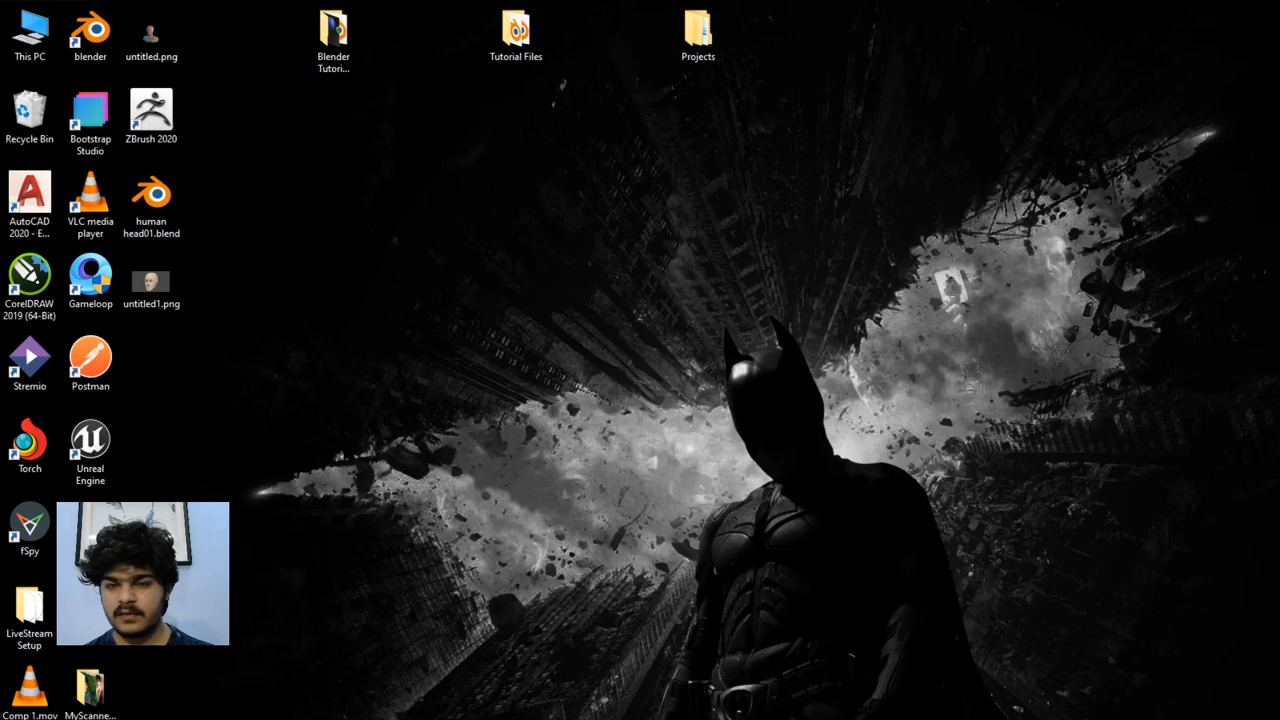 This PC
blender
untitled.png
Blender
Tutori...
Tutorial Files
Projects
Recycle Bin
Bootstrap
Studio
ZBrush 2020
AutoCAD
2020 - E...
VLC media
player
human
head01.blend
CorelDRAW
2019 (64-Bit)
Gameloop
untitled1.png
Stremio
Postman
Torch
Unreal
Engine
fSpy
LiveStream
Setup
Comp 1.mov
MyScanne...